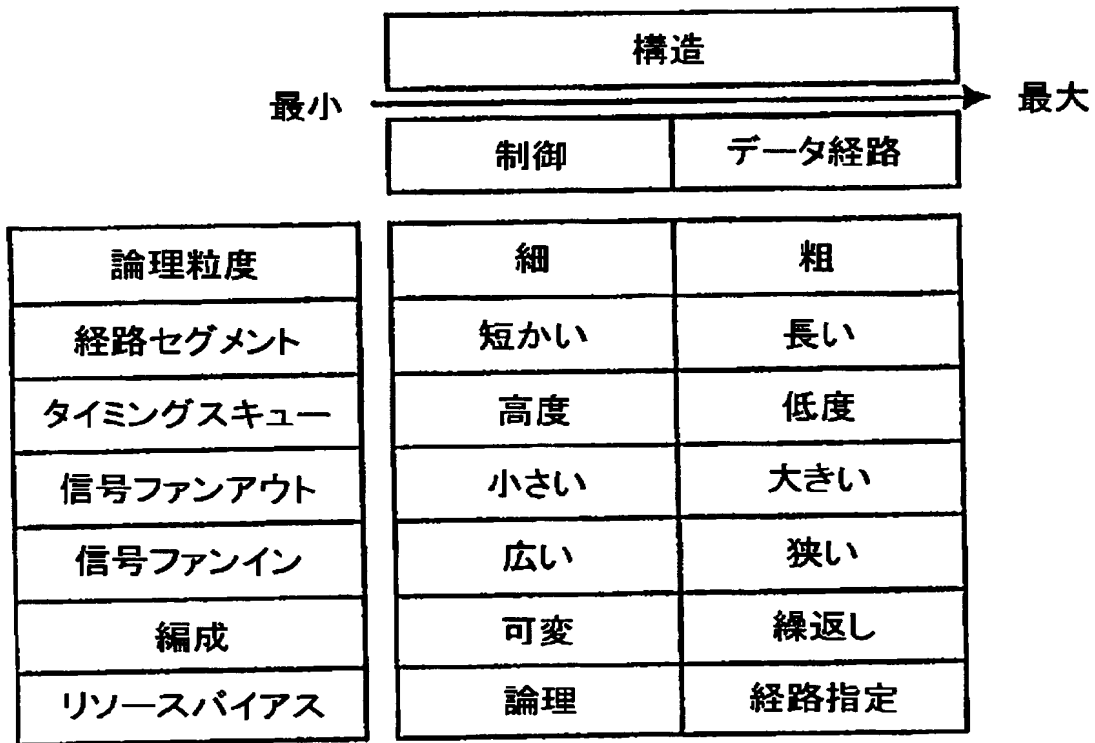 構造
最小 最大
制御 データ経路
論理粒度 細 粗
経路セグメント 短かい 長い
タイミングスキュー 高度 低度
信号ファンアウト 小さい 大きい
信号ファンイン 広い 狭い
編成 可変 繰返し
リソースバイアス 論理 経路指定